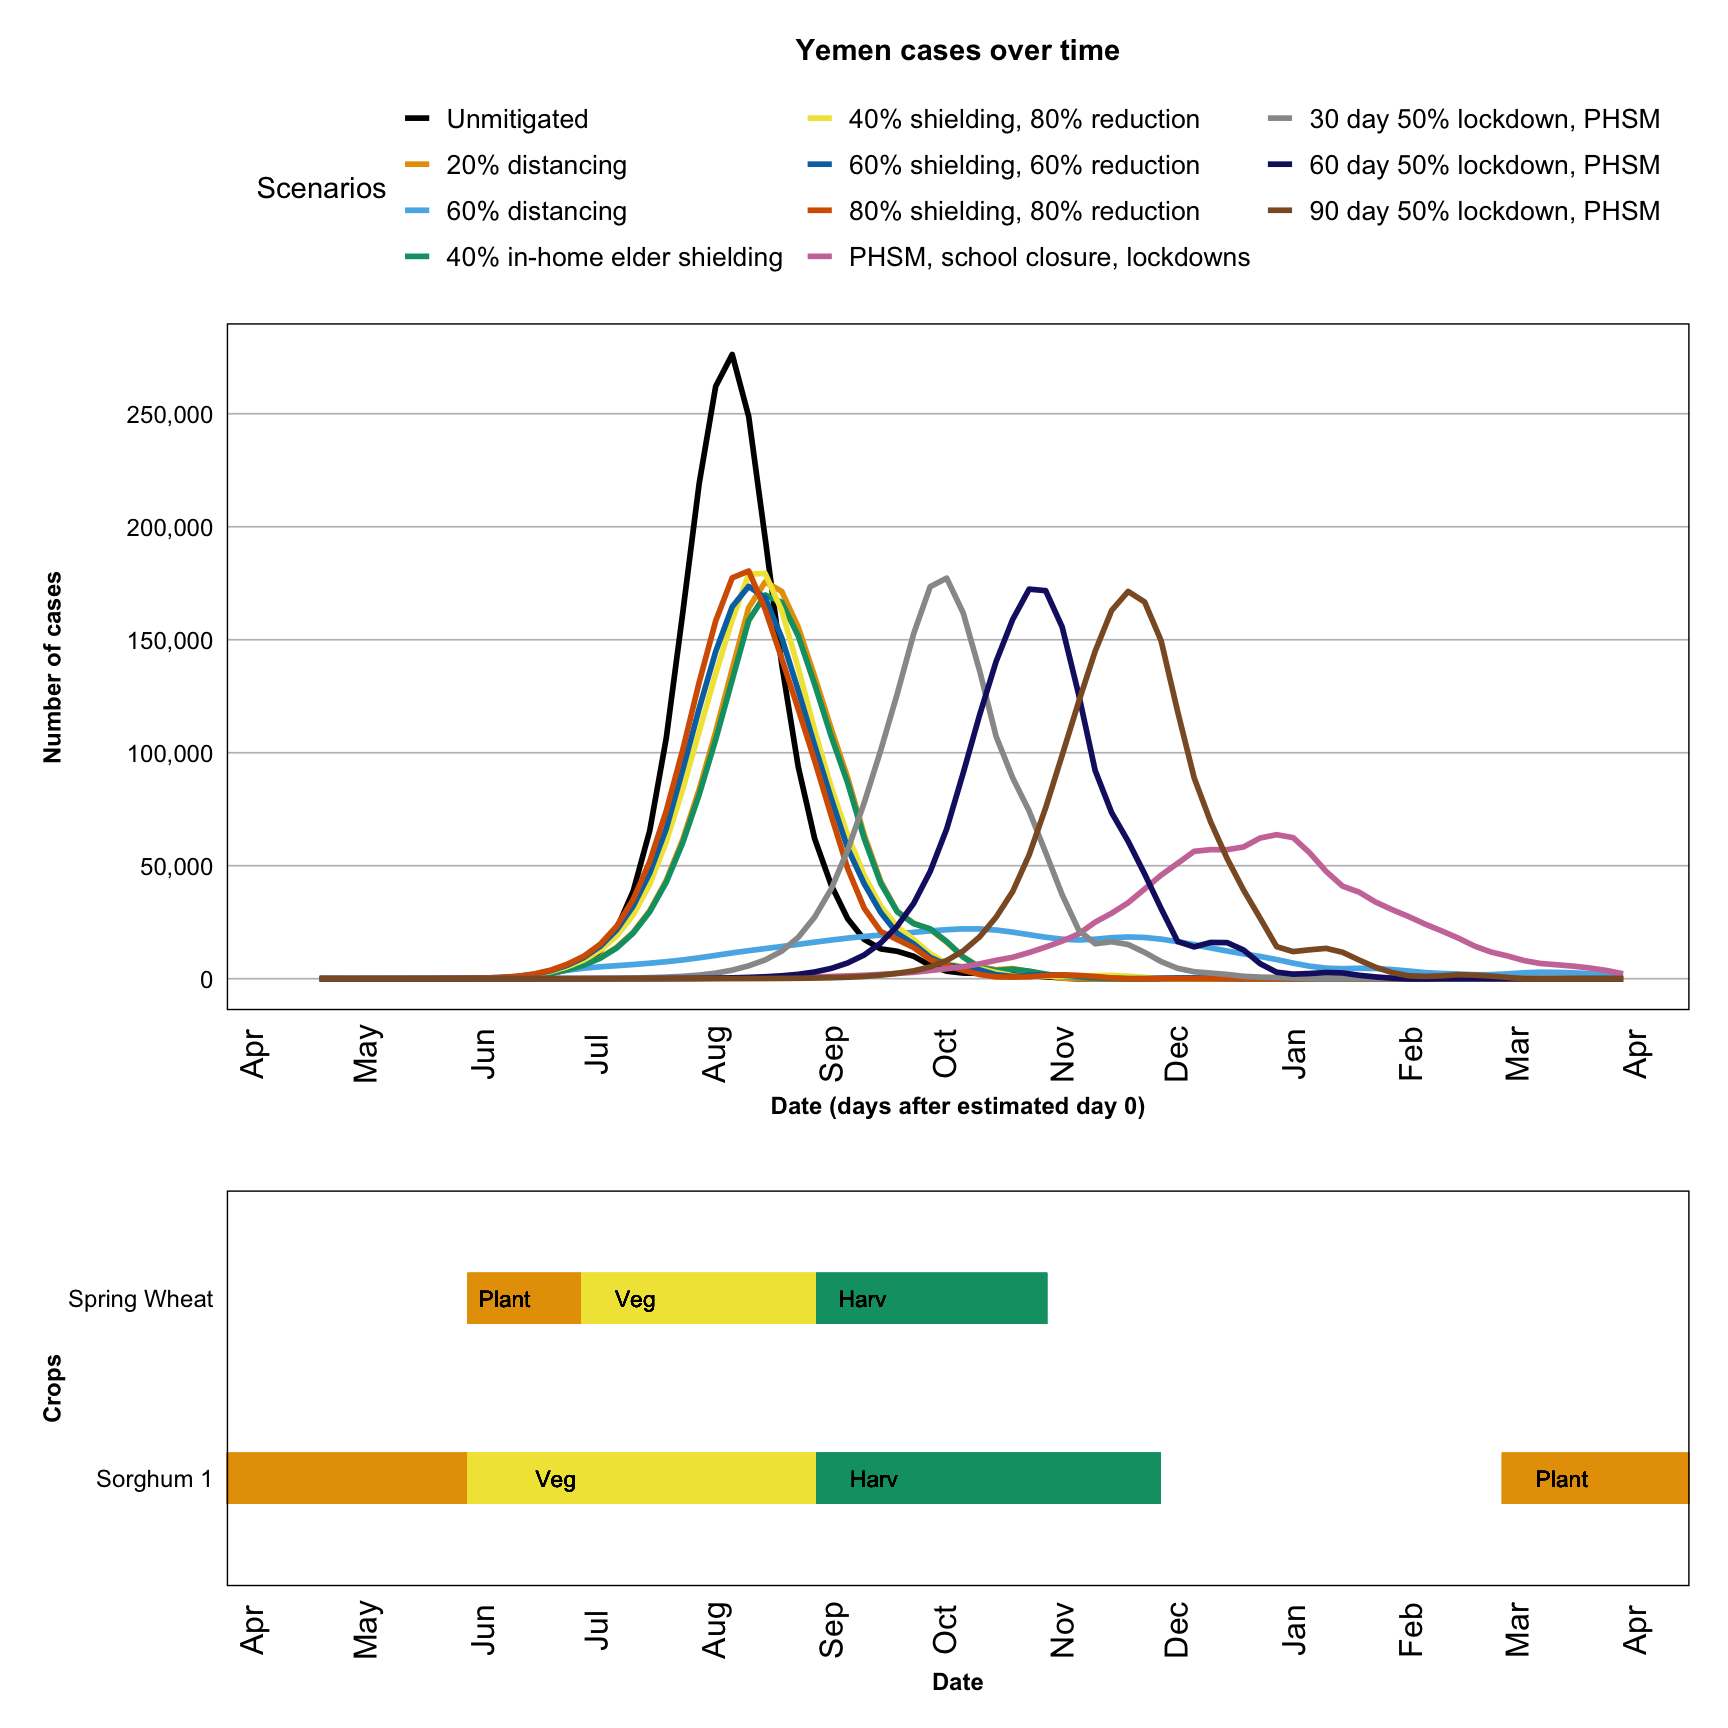 Yemen cases over time
Scenarios
Unmitigated
20% distancing
60% distancing
40% in-home elder shielding
40% shielding, 80% reduction
60% shielding, 60% reduction
80% shielding, 80% reduction
PHSM, school closure, lockdowns
30 day 50% lockdown, PHSM
60 day 50% lockdown, PHSM
90 day 50% lockdown, PHSM
Number of cases
250,000
200,000
150,000
100,000
50,000
0
Apr May Jun Jul Aug Sep Oct Nov Dec Jan Feb Mar Apr
Date (days after estimated day 0)
Crops
Spring Wheat Plant Veg Harv
Sorghum 1 Veg Harv Plant
Apr May Jun Jul Aug Sep Oct Nov Dec Jan Feb Mar Apr
Date